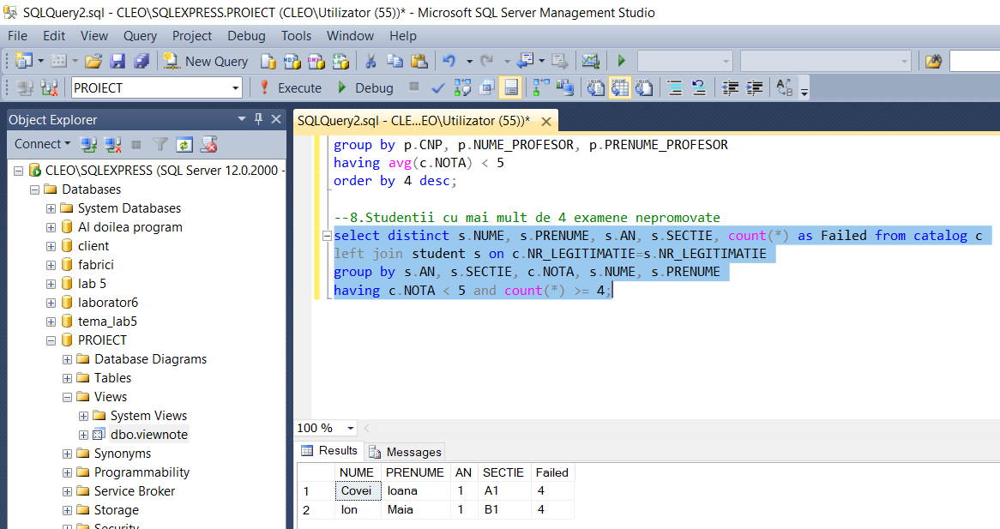 SQLQuery2.sql - CLEO\SQLEXPRESS.PROIECT (CLEO\Utilizator (55))* - Microsoft SQL Server Management Studio
File Edit View Query Project Debug Tools Window Help
New Query
PROIECT Execute Debug
Object Explorer
Connect
CLEO\SQLEXPRESS (SQL Server 12.0.2000 -
Databases
System Databases
Al doilea program
client
fabrici
lab 5
laborator6
tema_lab5
PROIECT
Database Diagrams
Tables
Views
System Views
dbo.viewnote
Synonyms
Programmability
Service Broker
Storage
Security
SQLQuery2.sql - CLE...EO\Utilizator (55))*
group by p.CNP, p.NUME_PROFESOR, p.PRENUME_PROFESOR
having avg(c.NOTA) < 5
order by 4 desc;
--8.Studentii cu mai mult de 4 examene nepromovate
select distinct s.NUME, s.PRENUME, s.AN, s.SECTIE, count(*) as Failed from catalog c
left join student s on c.NR_LEGITIMATIE=s.NR_LEGITIMATIE
group by s.AN, s.SECTIE, c.NOTA, s.NUME, s.PRENUME
having c.NOTA < 5 and count(*) >= 4;
100 %
Results Messages
NUME PRENUME AN SECTIE Failed
1 Covei Ioana 1 A1 4
2 Ion Maia 1 B1 4